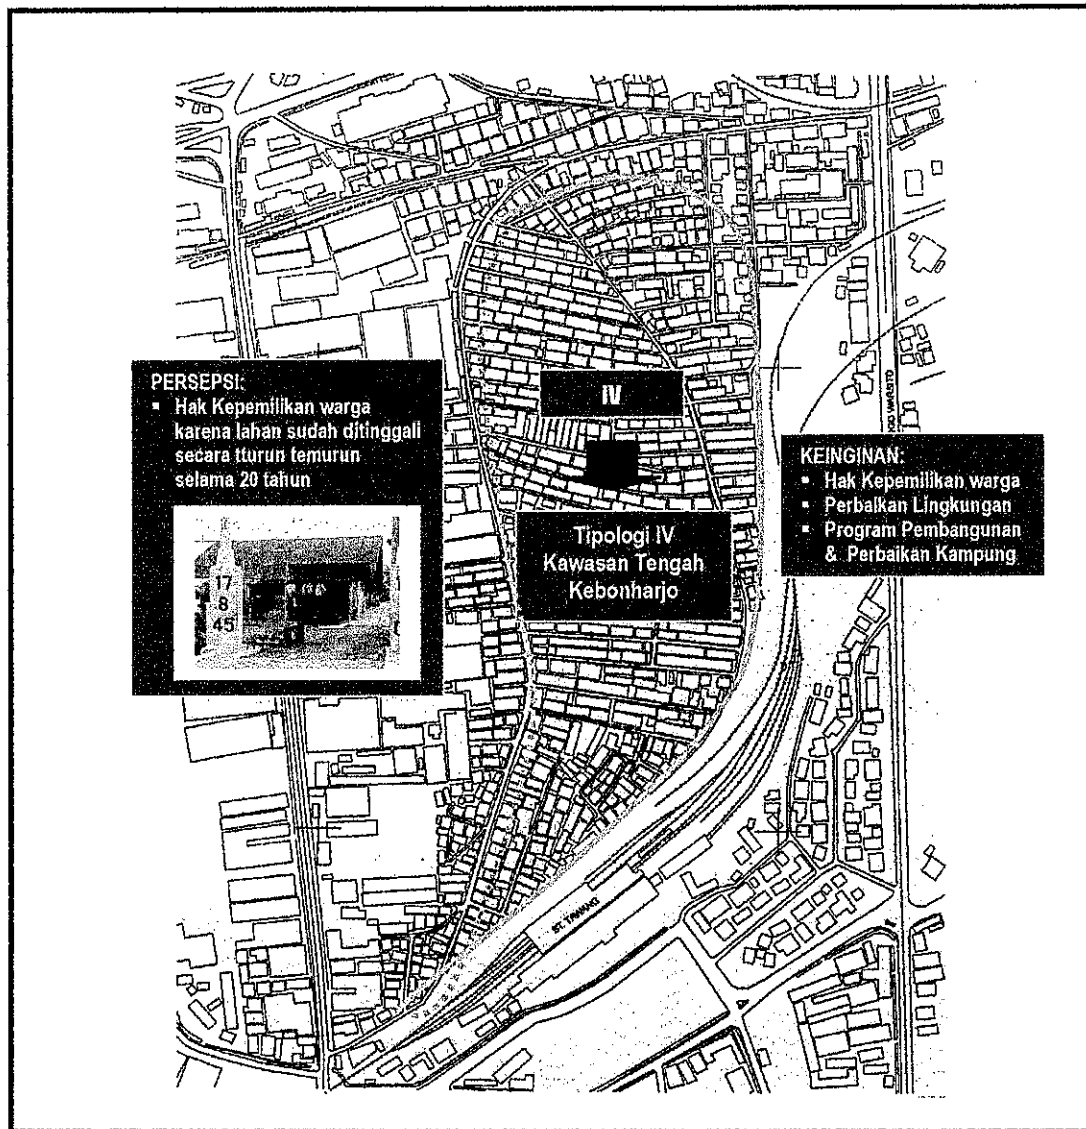 PERSEPSI:
▪ Hak Kepemilikan warga
karena lahan sudah ditinggali
secara tturun temurun
selama 20 tahun
17
8
45
IV
Tipologi IV
Kawasan Tengah
Kebonharjo
KEINGINAN:
▪ Hak Kepemilikan warga
▪ Perbaikan Lingkungan
▪ Program Pembangunan
& Perbaikan Kampung
WARSITO
ST. TAWANG